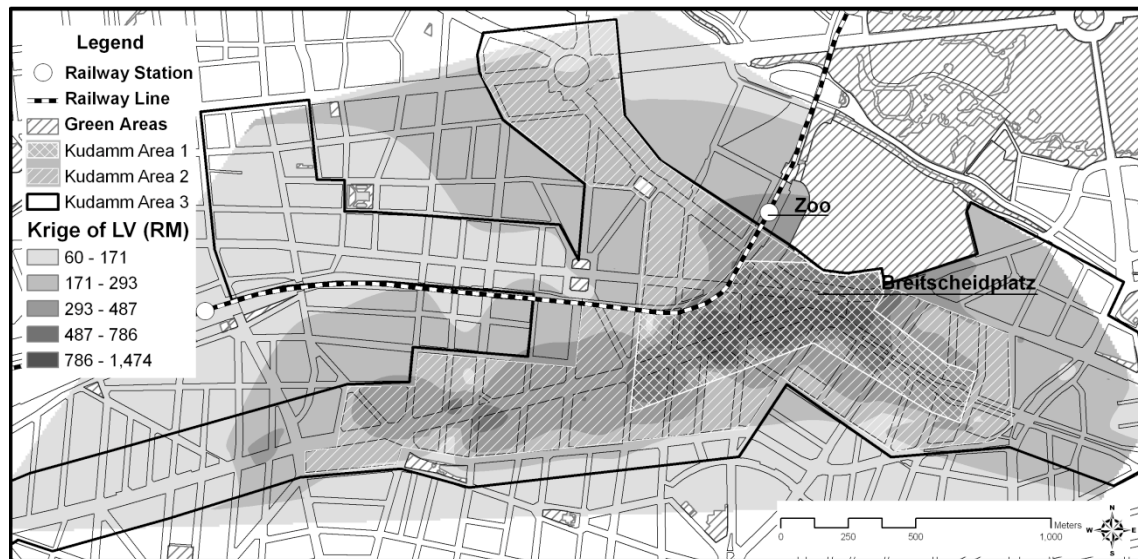 Legend
Railway Station
Railway Line
Green Areas
Kudamm Area 1
Kudamm Area 2
Kudamm Area 3
Krige of LV (RM)
60 - 171
171 - 293
293 - 487
487 - 786
786 - 1,474
Zoo
Breitscheidplatz
Meters
0 250 500 1,000
N
W E
S